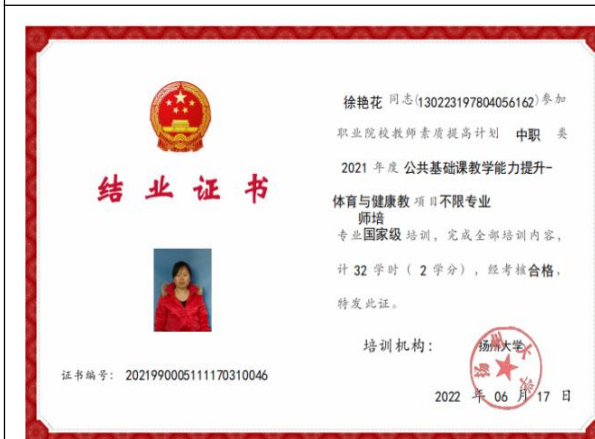 结业证书
证书编号： 2021990005111170310046
徐艳花 同志(130223197804056162)参加
职业院校教师素质提高计划 中职 类
2021 年度 公共基础课教学能力提升-
体育与健康教 项目不限专业
师培
专业国家级 培训，完成全部培训内容，
计 32 学时（ 2 学分），经考核合格，
特发此证。
培训机构： 扬州大学
扬州大学
2022 年 06 月 17 日